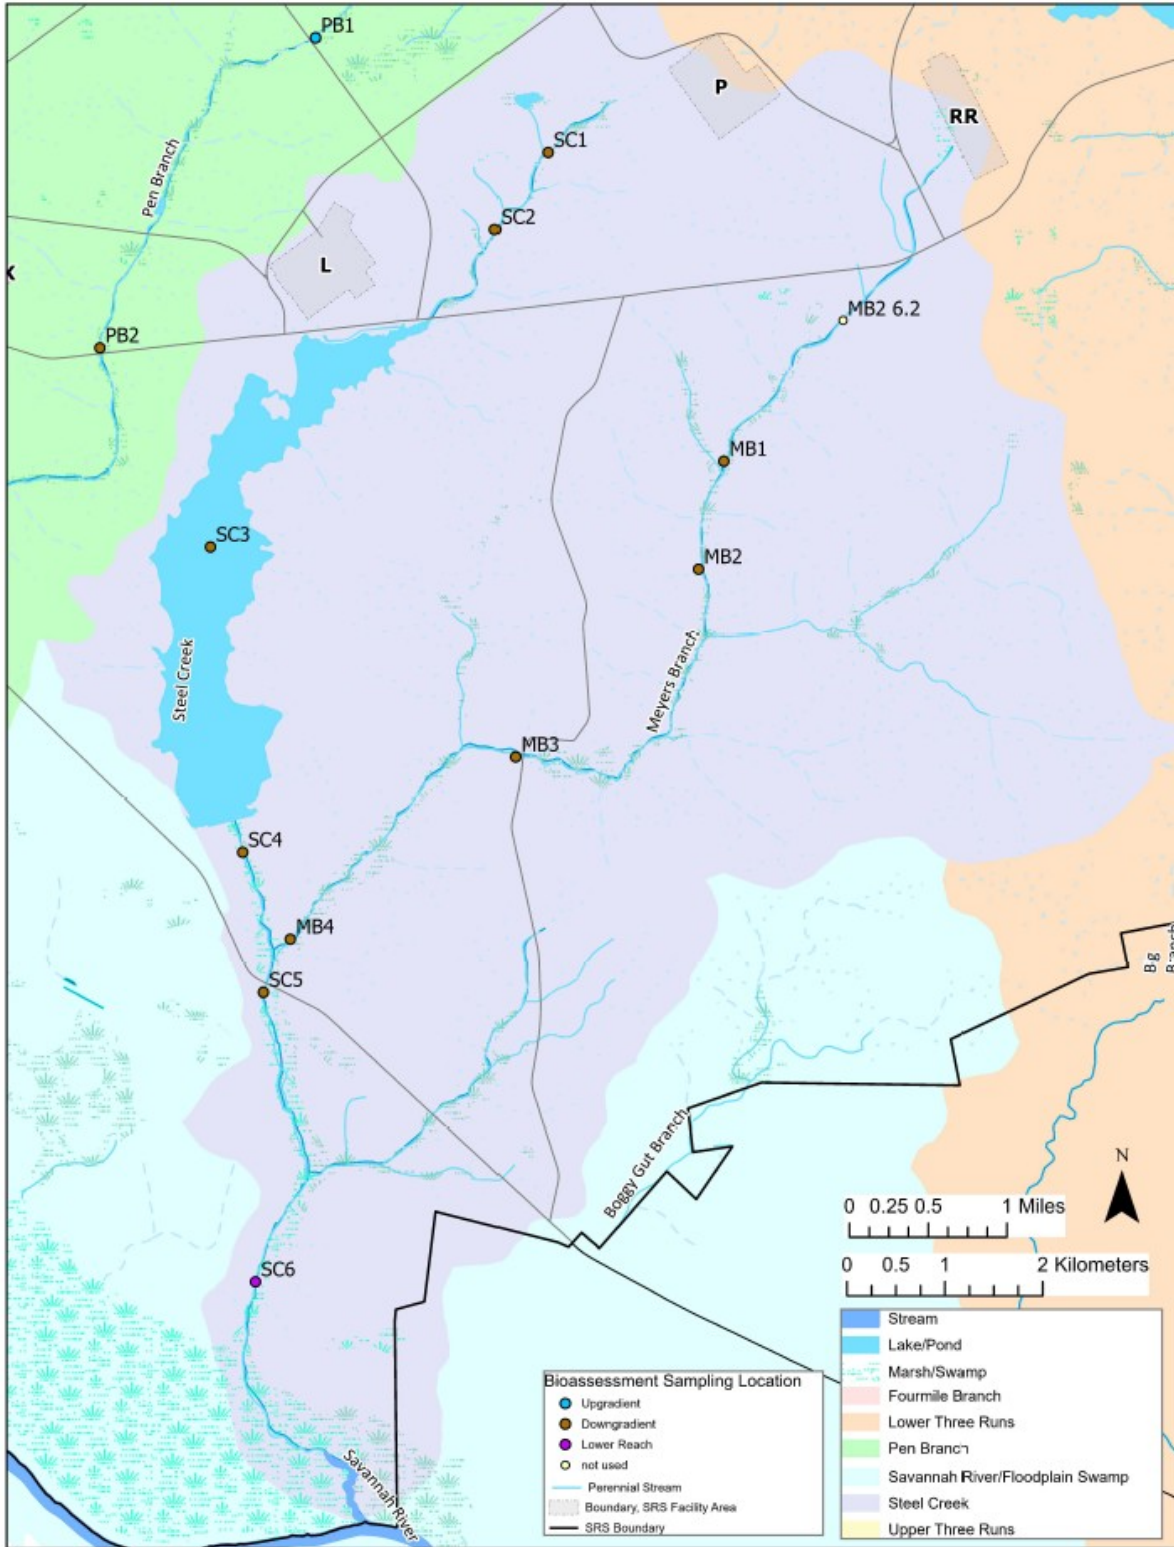 PB1
P
RR
SC1
Pen Branch
SC2
L
K
MB2 6.2
PB2
MB1
SC3
MB2
Steel Creek
Meyers Branch
MB3
SC4
MB4
Big
Branch
SC5
Boggy Gut Branch
N
0 0.25 0.5 1 Miles
0 0.5 1 2 Kilometers
SC6
Savannah River
Bioassessment Sampling Location
Upgradient
Downgradient
Lower Reach
not used
Perennial Stream
Boundary, SRS Facility Area
SRS Boundary
Stream
Lake/Pond
Marsh/Swamp
Fourmile Branch
Lower Three Runs
Pen Branch
Savannah River/Floodplain Swamp
Steel Creek
Upper Three Runs